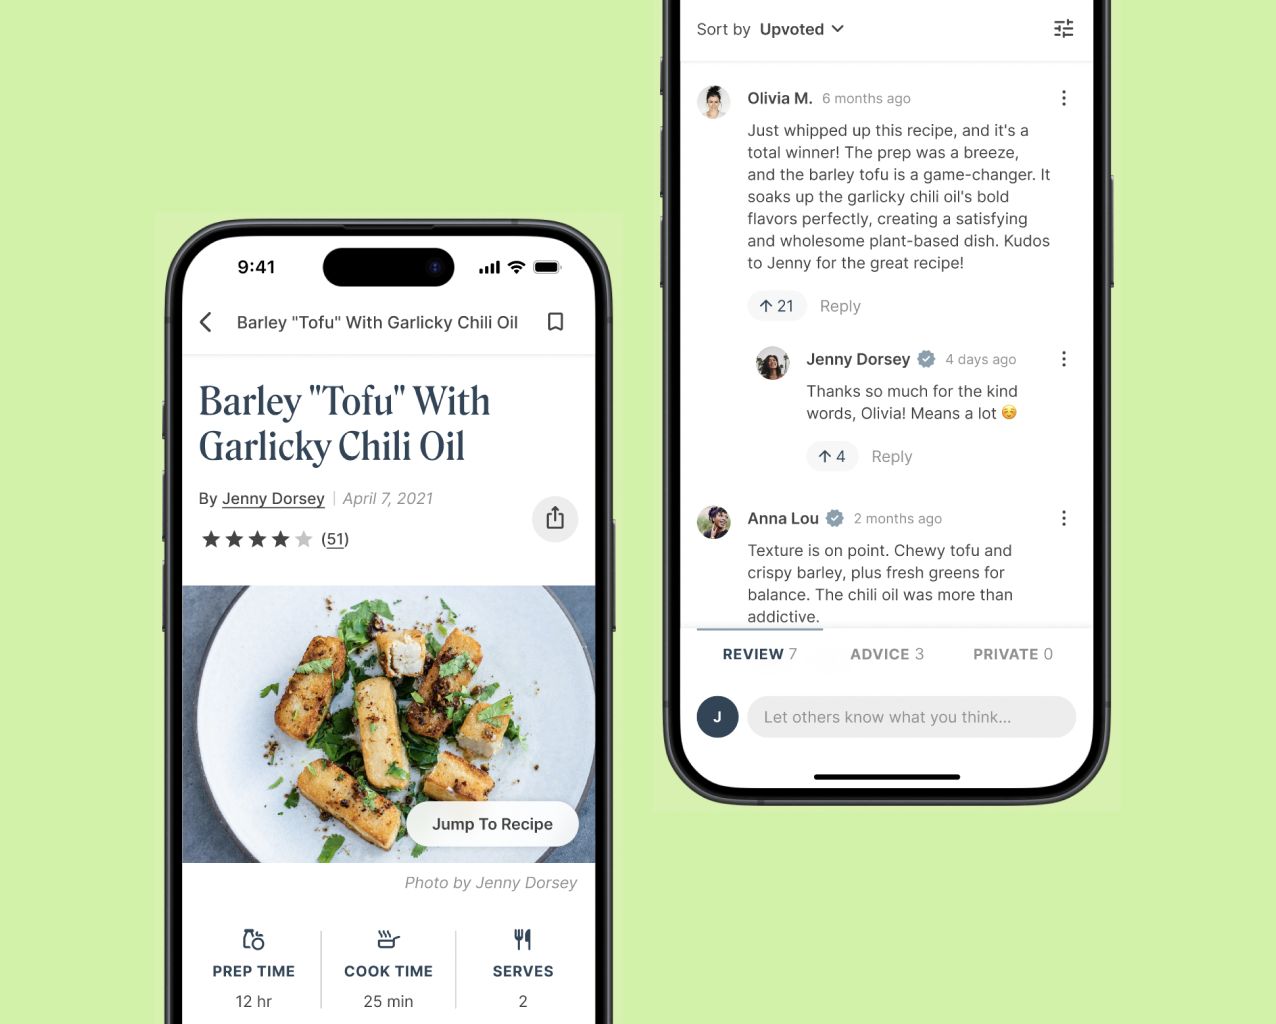 9:41
Barley "Tofu" With Garlicky Chili Oil
Barley "Tofu" With
Garlicky Chili Oil
By Jenny Dorsey | April 7, 2021
(51)
Jump To Recipe
Photo by Jenny Dorsey
PREP TIME
12 hr
COOK TIME
25 min
SERVES
2
Sort by Upvoted
Olivia M. 6 months ago
Just whipped up this recipe, and it's a
total winner! The prep was a breeze,
and the barley tofu is a game-changer. It
soaks up the garlicky chili oil's bold
flavors perfectly, creating a satisfying
and wholesome plant-based dish. Kudos
to Jenny for the great recipe!
21 Reply
Jenny Dorsey 4 days ago
Thanks so much for the kind
words, Olivia! Means a lot ☺️
4 Reply
Anna Lou 2 months ago
Texture is on point. Chewy tofu and
crispy barley, plus fresh greens for
balance. The chili oil was more than
addictive.
REVIEW 7 ADVICE 3 PRIVATE 0
J
Let others know what you think...